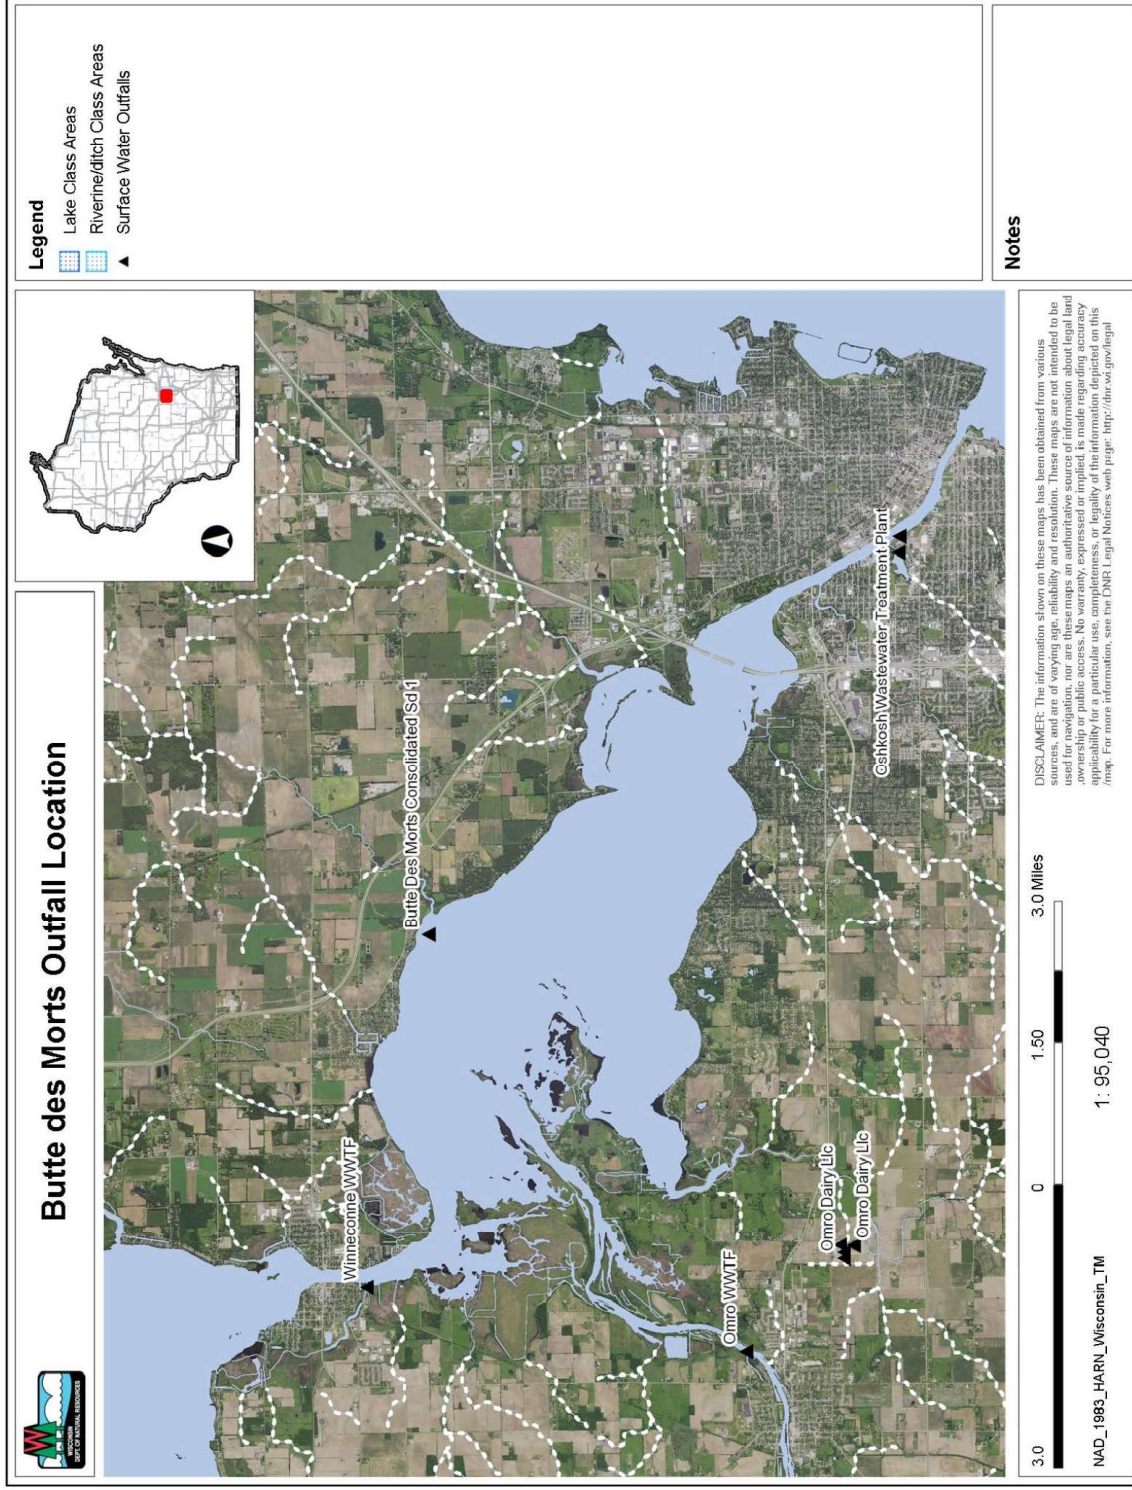 WISCONSIN
DEPT. OF NATURAL RESOURCES
Butte des Morts Outfall Location
Legend
Lake Class Areas
Riverine/ditch Class Areas
Surface Water Outfalls
Winneconne WWTF
Butte Des Morts Consolidated Sd 1
Omro WWTF
Omro Dairy Llc
Omro Dairy Llc
Oshkosh Wastewater Treatment Plant
3.0
0
1.50
3.0 Miles
NAD_1983_HARN_Wisconsin_TM
1: 95,040
DISCLAIMER: The information shown on these maps has been obtained from various
sources, and are of varying age, reliability and resolution. These maps are not intended to be
used for navigation, nor are these maps an authoritative source of information about legal land
,ownership or public access. No warranty, expressed or implied, is made regarding accuracy
applicability for a particular use, completeness, or legality of the information depicted on this
/map. For more information, see the DNR Legal Notices web page: http://dnr.wi.gov/legal
Notes